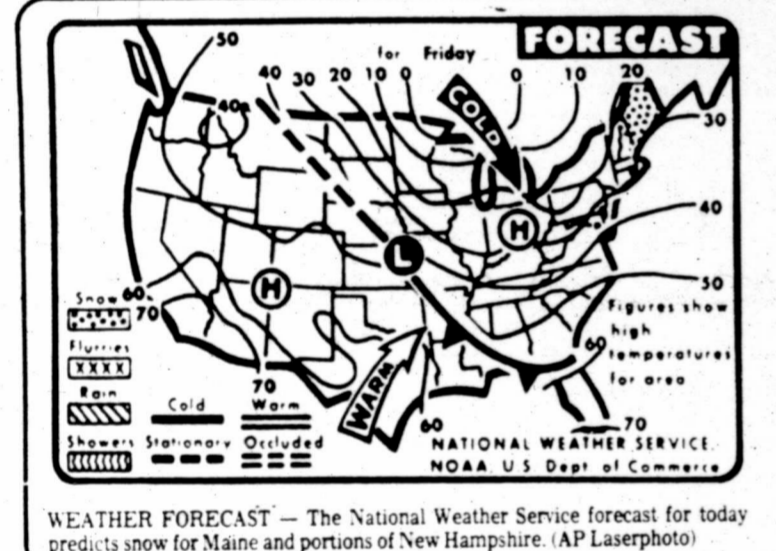 FORECAST
for Friday
50
40 30 20 10 0
0 10 20
30
40
COLD
40
50
L
H
H
60
70
Snow
Flurries
Rain
Showers
Cold
Warm
Stationary
Occluded
70
WARM
60
60
70
Figures show
high
temperatures
for area
NATIONAL WEATHER SERVICE,
NOAA, U.S. Dept of Commerce
WEATHER FORECAST — The National Weather Service forecast for today
predicts snow for Maine and portions of New Hampshire. (AP Laserphoto)